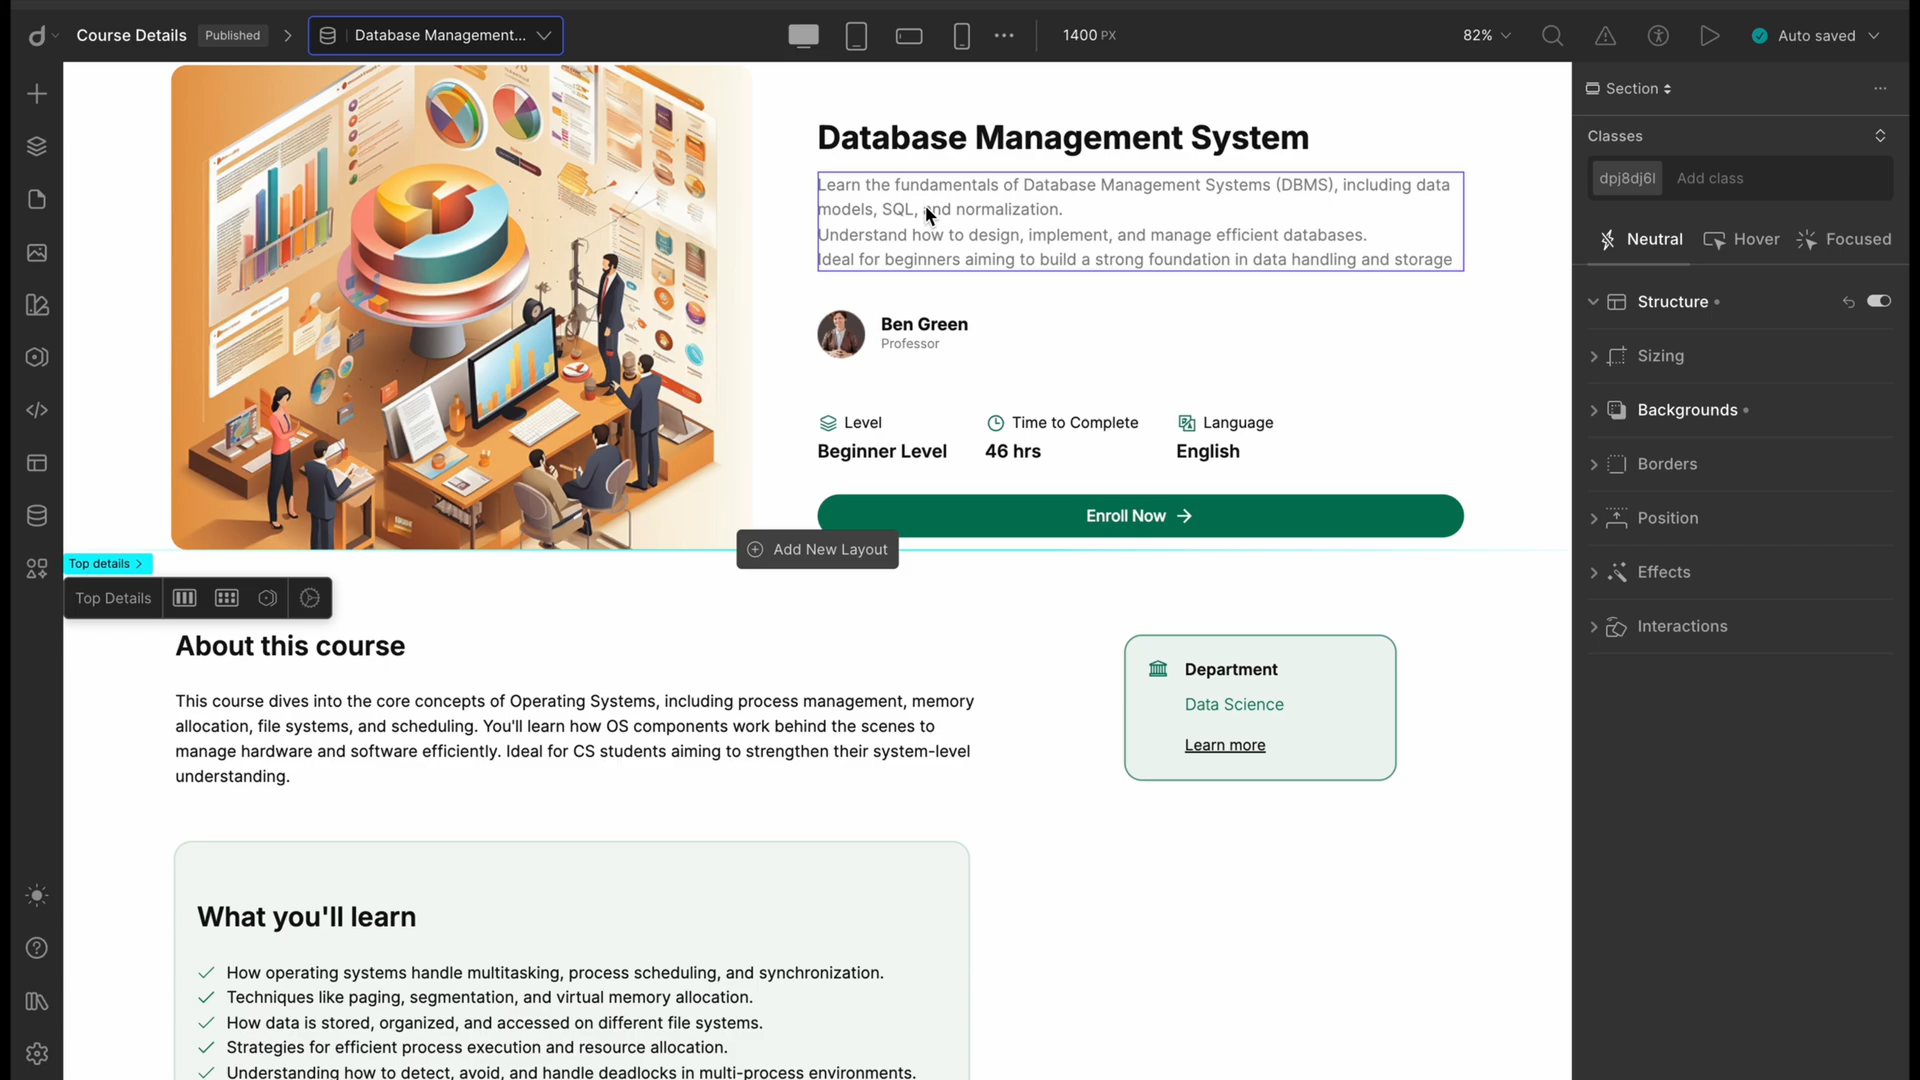 Course Details
Published
Database Management...
1400 PX
82%
Auto saved
Section
Classes
dpj8dj6l
Add class
Neutral
Hover
Focused
Structure
Sizing
Backgrounds
Borders
Position
Effects
Interactions
Database Management System
Learn the fundamentals of Database Management Systems (DBMS), including data
models, SQL, and normalization.
Understand how to design, implement, and manage efficient databases.
Ideal for beginners aiming to build a strong foundation in data handling and storage
Ben Green
Professor
Level
Time to Complete
Language
Beginner Level
46 hrs
English
Enroll Now
Add New Layout
Top details
Top Details
About this course
This course dives into the core concepts of Operating Systems, including process management, memory
allocation, file systems, and scheduling. You'll learn how OS components work behind the scenes to
manage hardware and software efficiently. Ideal for CS students aiming to strengthen their system-level
understanding.
Department
Data Science
Learn more
What you'll learn
How operating systems handle multitasking, process scheduling, and synchronization.
Techniques like paging, segmentation, and virtual memory allocation.
How data is stored, organized, and accessed on different file systems.
Strategies for efficient process execution and resource allocation.
Understanding how to detect, avoid, and handle deadlocks in multi-process environments.